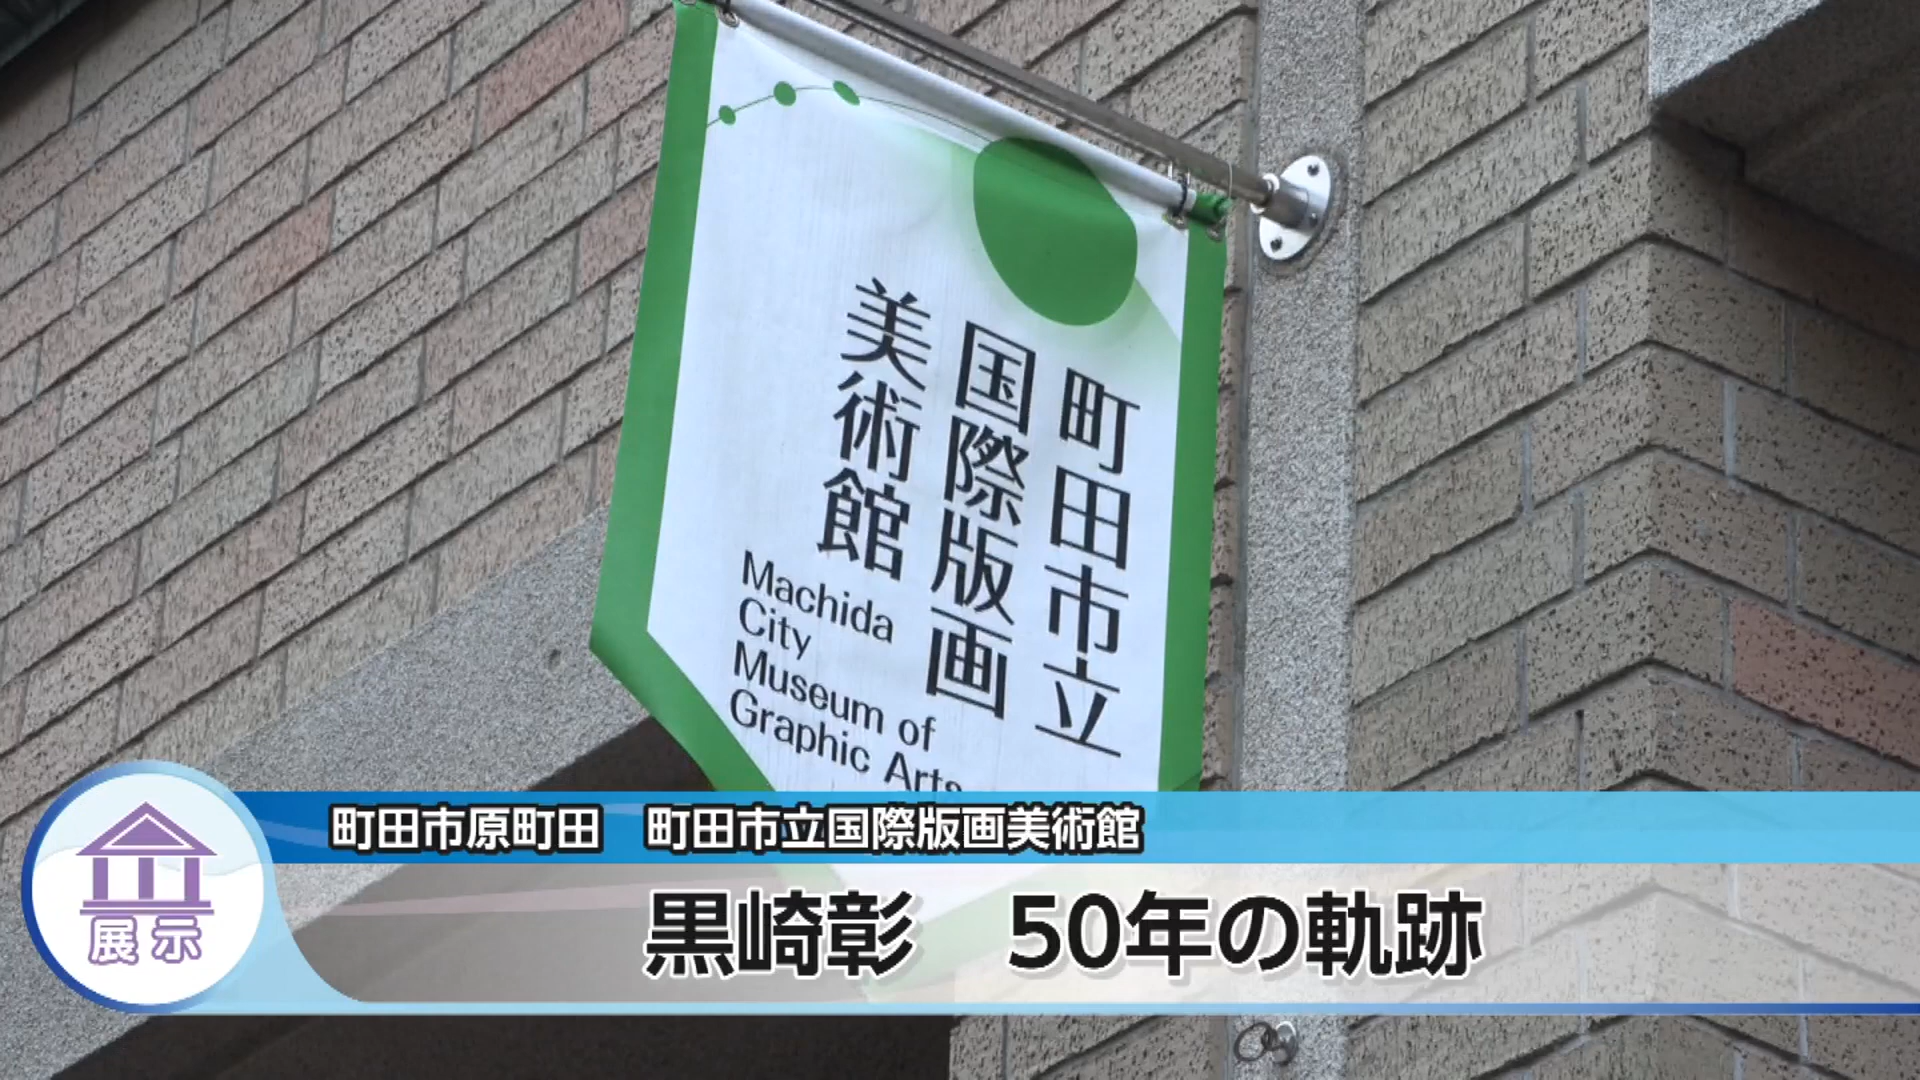 町田市立
国際版画
美術館
Machida
City
Museum of
Graphic Arts
町田市原町田　町田市立国際版画美術館
展示
黒崎彰　50年の軌跡